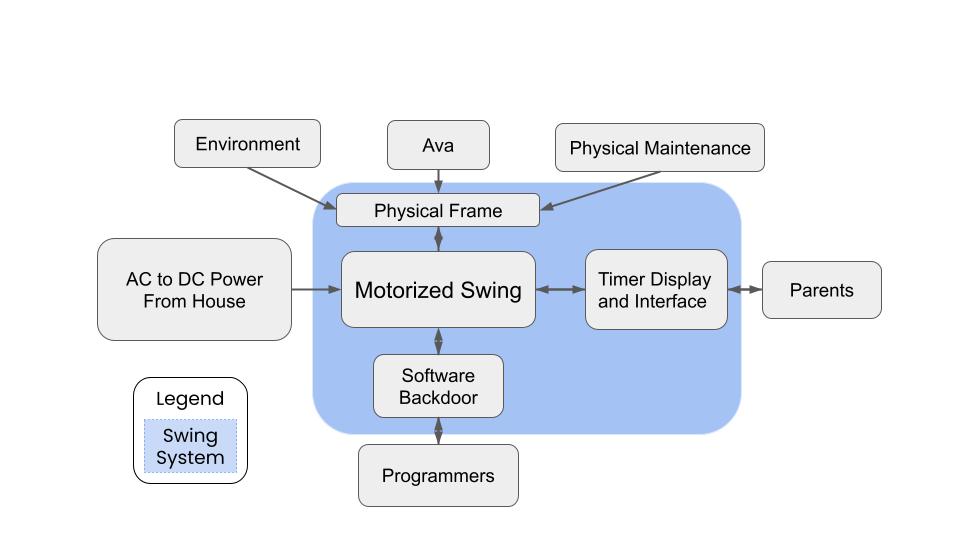 Environment
Ava
Physical Maintenance
Physical Frame
AC to DC Power
From House
Motorized Swing
Timer Display
and Interface
Parents
Software
Backdoor
Legend
Swing
System
Programmers